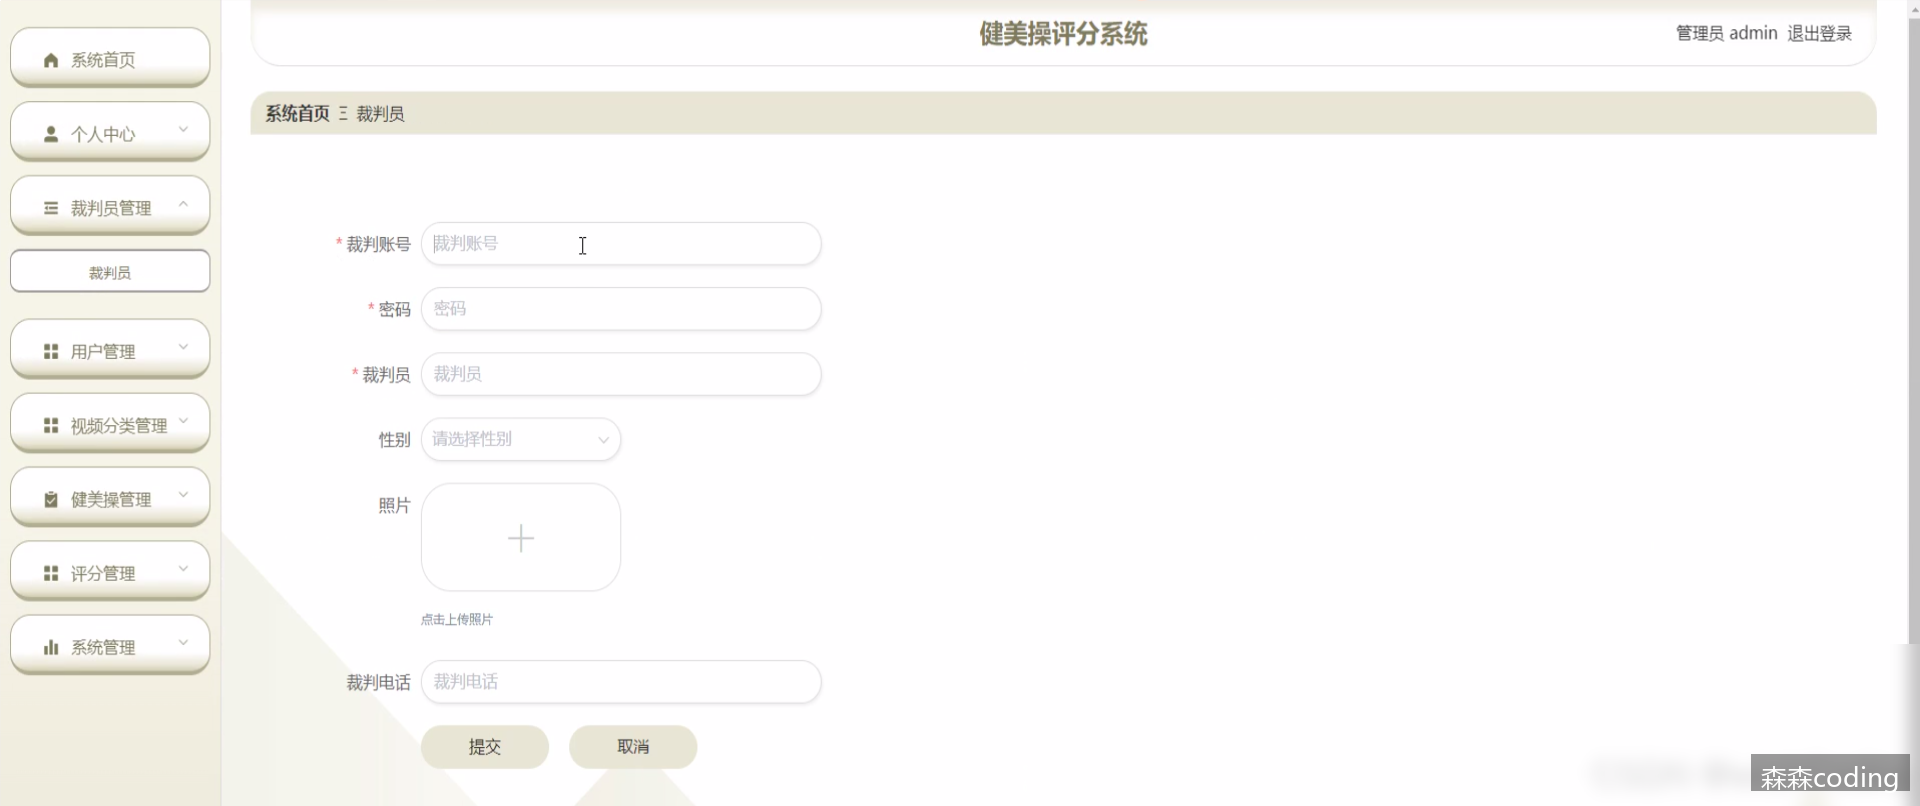 健美操评分系统
管理员 admin 退出登录
系统首页
个人中心
裁判员管理
裁判员
用户管理
视频分类管理
健美操管理
评分管理
系统管理
系统首页 Ξ 裁判员
* 裁判账号 裁判账号
* 密码 密码
* 裁判员 裁判员
性别 请选择性别
照片
点击上传照片
裁判电话 裁判电话
提交 取消
森森coding